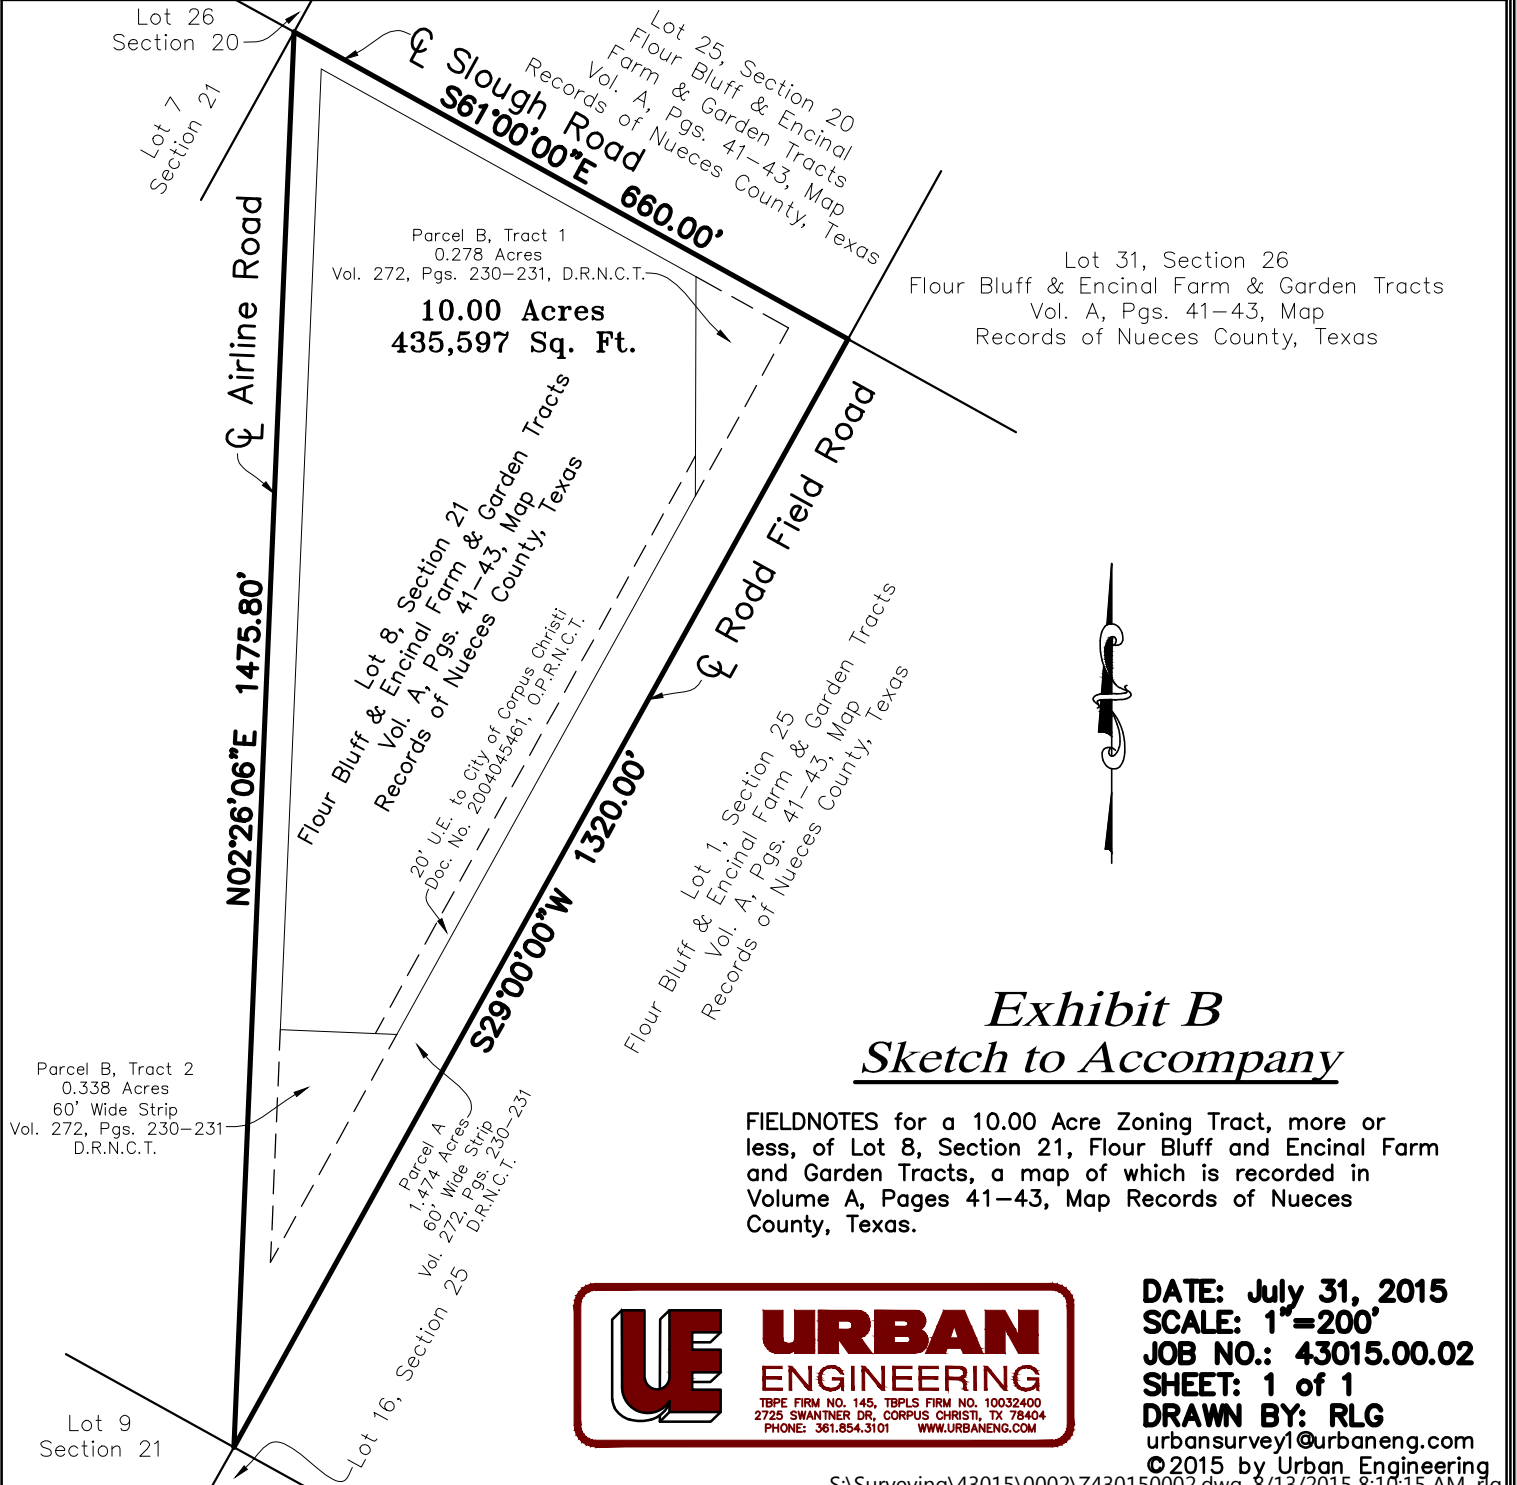 Lot 26
Section 20
Lot 7
Section 21
℄ Slough Road
S61°00'00"E 660.00'
Lot 25, Section 20
Flour Bluff & Encinal
Farm & Garden Tracts
Vol. A, Pgs. 41-43, Map
Records of Nueces County, Texas
Parcel B, Tract 1
0.278 Acres
Vol. 272, Pgs. 230-231, D.R.N.C.T.
10.00 Acres
435,597 Sq. Ft.
Lot 31, Section 26
Flour Bluff & Encinal Farm & Garden Tracts
Vol. A, Pgs. 41-43, Map
Records of Nueces County, Texas
℄ Airline Road
N02°26'06"E 1475.80'
Lot 8, Section 21
Flour Bluff & Encinal Farm & Garden Tracts
Vol. A, Pgs. 41-43, Map
Records of Nueces County, Texas
20' U.E. to City of Corpus Christi
Doc. No. 2004045461, O.P.R.N.C.T.
℄ Rodd Field Road
S29°00'00"W 1320.00'
Lot 1, Section 25
Flour Bluff & Encinal Farm & Garden Tracts
Vol. A, Pgs. 41-43, Map
Records of Nueces County, Texas
Parcel B, Tract 2
0.338 Acres
60' Wide Strip
Vol. 272, Pgs. 230-231
D.R.N.C.T.
Parcel A
1.474 Acres
60' Wide Strip
Vol. 272, Pgs. 230-231
D.R.N.C.T.
Lot 16, Section 25
Lot 9
Section 21
Exhibit B
Sketch to Accompany
FIELDNOTES for a 10.00 Acre Zoning Tract, more or
less, of Lot 8, Section 21, Flour Bluff and Encinal Farm
and Garden Tracts, a map of which is recorded in
Volume A, Pages 41-43, Map Records of Nueces
County, Texas.
UE URBAN
ENGINEERING
TBPE FIRM NO. 145, TBPLS FIRM NO. 10032400
2725 SWANTNER DR, CORPUS CHRISTI, TX 78404
PHONE: 361.854.3101 WWW.URBANENG.COM
DATE: July 31, 2015
SCALE: 1"=200'
JOB NO.: 43015.00.02
SHEET: 1 of 1
DRAWN BY: RLG
urbansurvey1@urbaneng.com
©2015 by Urban Engineering
S:\Surveying\43015\0002\Z430150002.dwg, 8/13/2015 8:10:15 AM, rlg